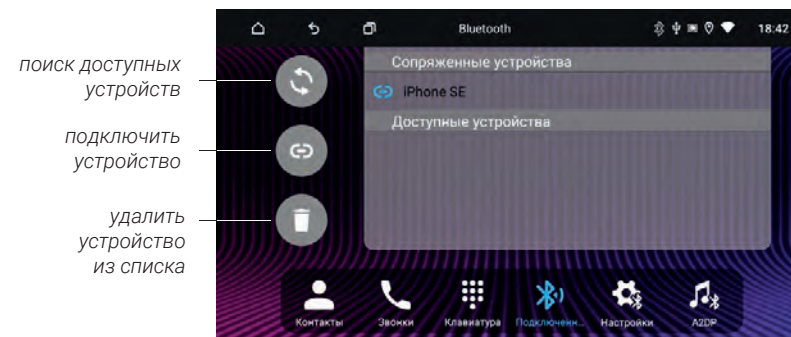 Bluetooth
18:42
поиск доступных
устройств
подключить
устройство
удалить
устройство
из списка
Сопряженные устройства
iPhone SE
Доступные устройства
Контакты
Звонки
Клавиатура
Подключенн...
Настройки
A2DP